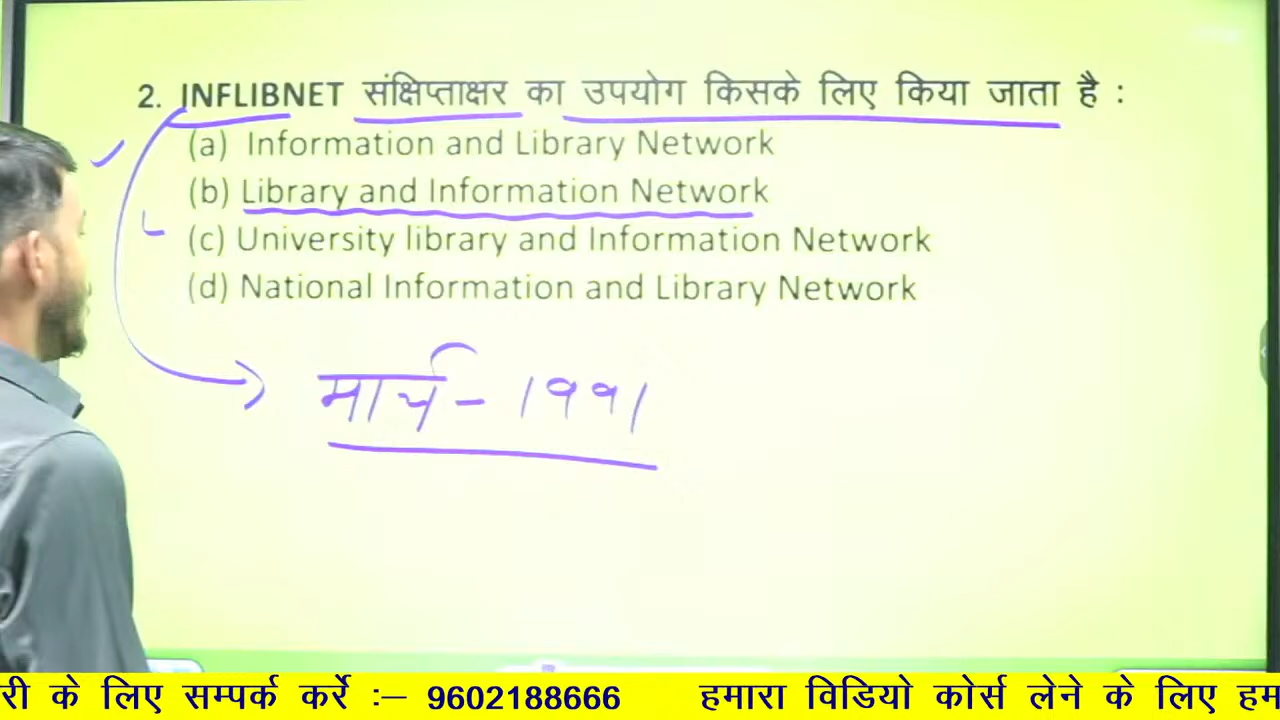 2. INFLIBNET संक्षिप्ताक्षर का उपयोग किसके लिए किया जाता है :
(a) Information and Library Network
(b) Library and Information Network
(c) University library and Information Network
(d) National Information and Library Network
मार्च - 1991
री के लिए सम्पर्क करें :– 9602188666 हमारा विडियो कोर्स लेने के लिए हम